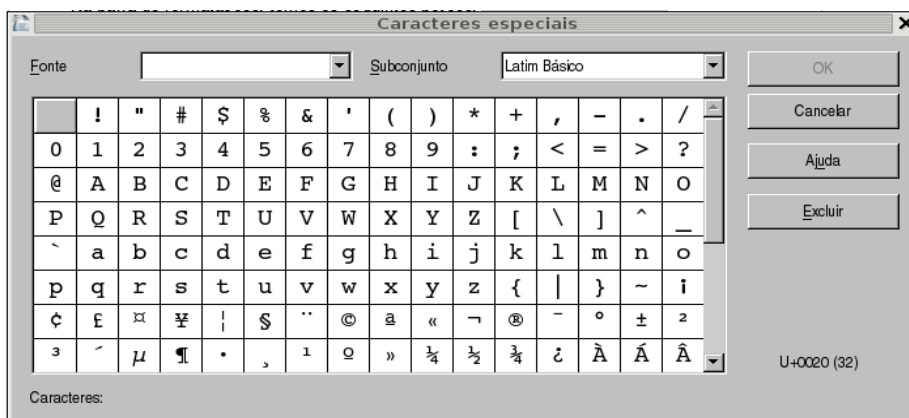 Caracteres especiais
Fonte Subconjunto Latim Básico OK
! " # $ % & ' ( ) * + , - . / Cancelar
0 1 2 3 4 5 6 7 8 9 : ; < = > ?
@ A B C D E F G H I J K L M N O Ajuda
P Q R S T U V W X Y Z [ \ ] ^ _ Excluir
` a b c d e f g h i j k l m n o
p q r s t u v w x y z { | } ~ ¡
¢ £ ¤ ¥ ¦ § ¨ © ª « ¬ ® ¯ ° ± ²
³ ´ µ ¶ · ¸ ¹ º » ¼ ½ ¾ ¿ À Á Â
U+0020 (32)
Caracteres: